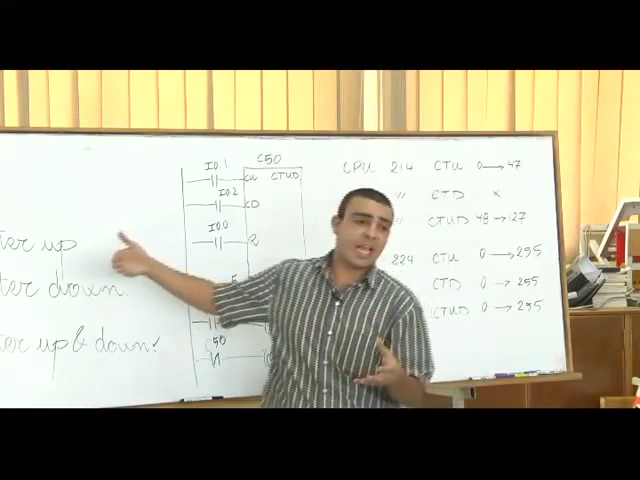 ter up
ter down.
ter up & down!
C50
I0.1
CU CTUD
I0.2
CD
I0.0
R
C50
CPU 214 CTU 0→47
" CTD x
" CTUD 48→127
224 CTU 0→255
CTD 0→255
CTUD 0→255